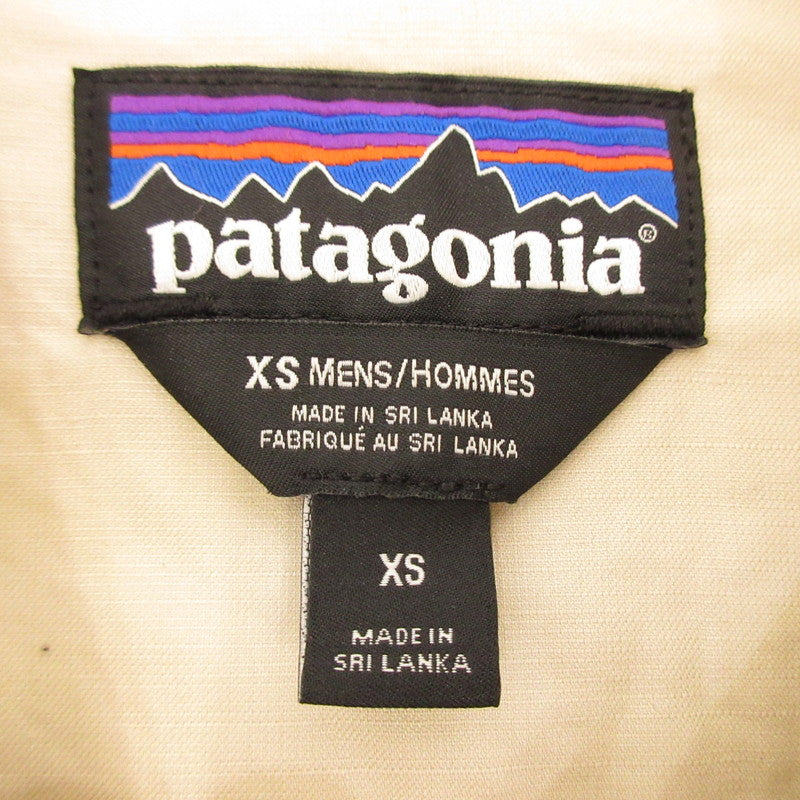 patagonia®
XS MENS/HOMMES
MADE IN SRI LANKA
FABRIQUÉ AU SRI LANKA
XS
MADE IN
SRI LANKA